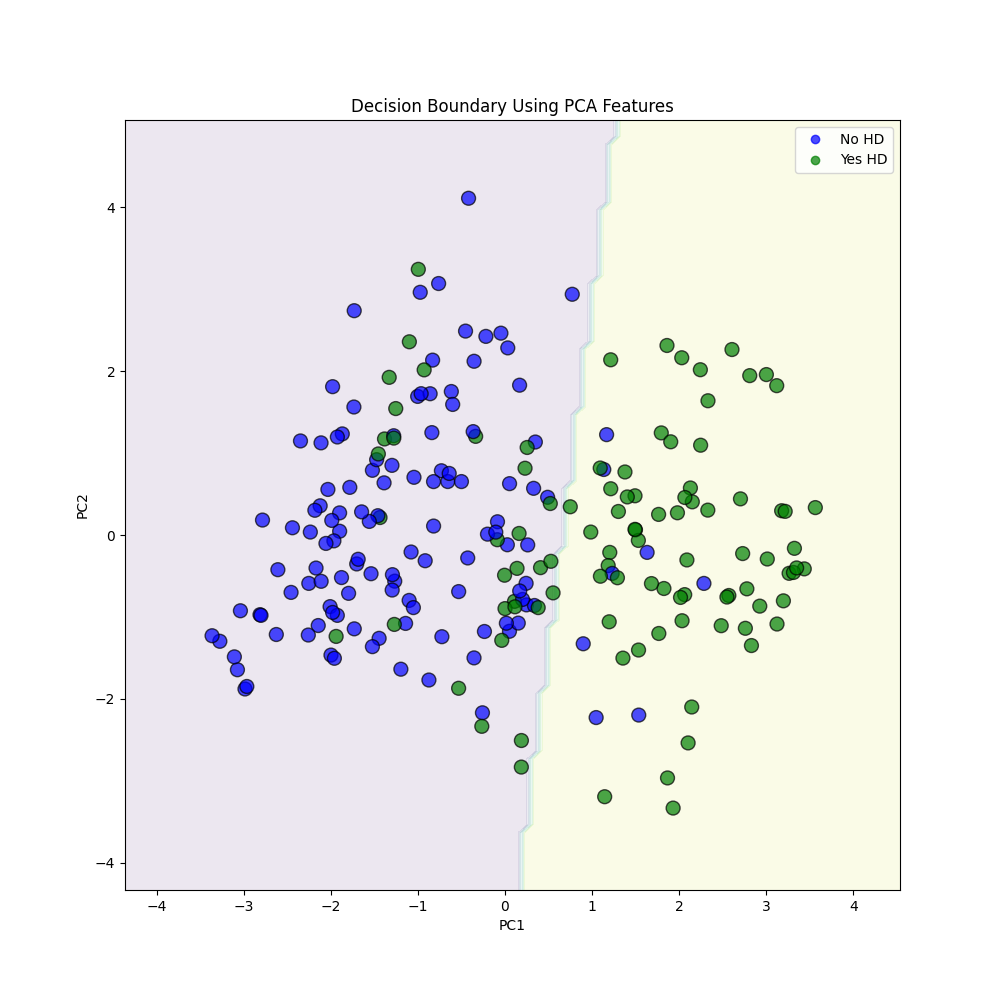 Decision Boundary Using PCA Features
No HD
Yes HD
4
2
0
−2
−4
PC2
−4 −3 −2 −1 0 1 2 3 4
PC1